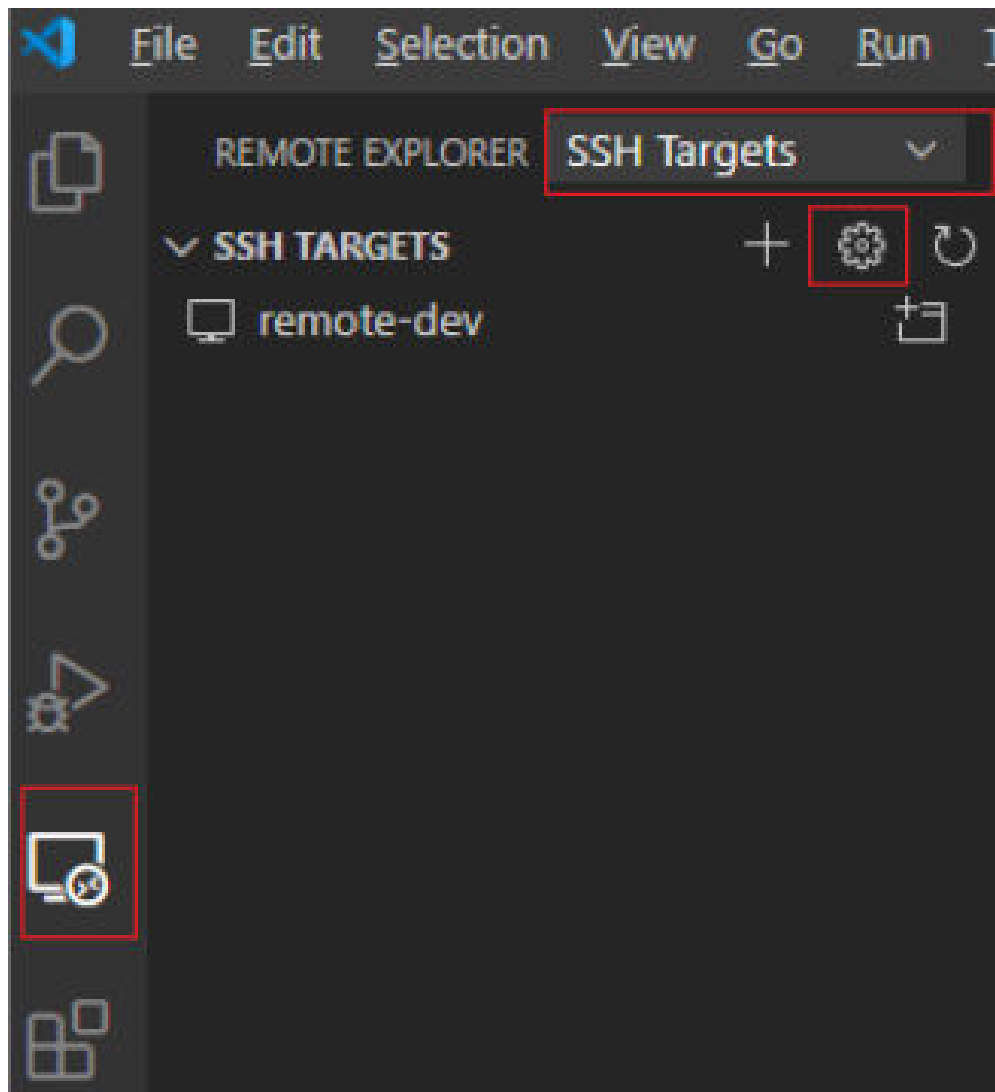 File Edit Selection View Go Run
REMOTE EXPLORER SSH Targets
SSH TARGETS
remote-dev